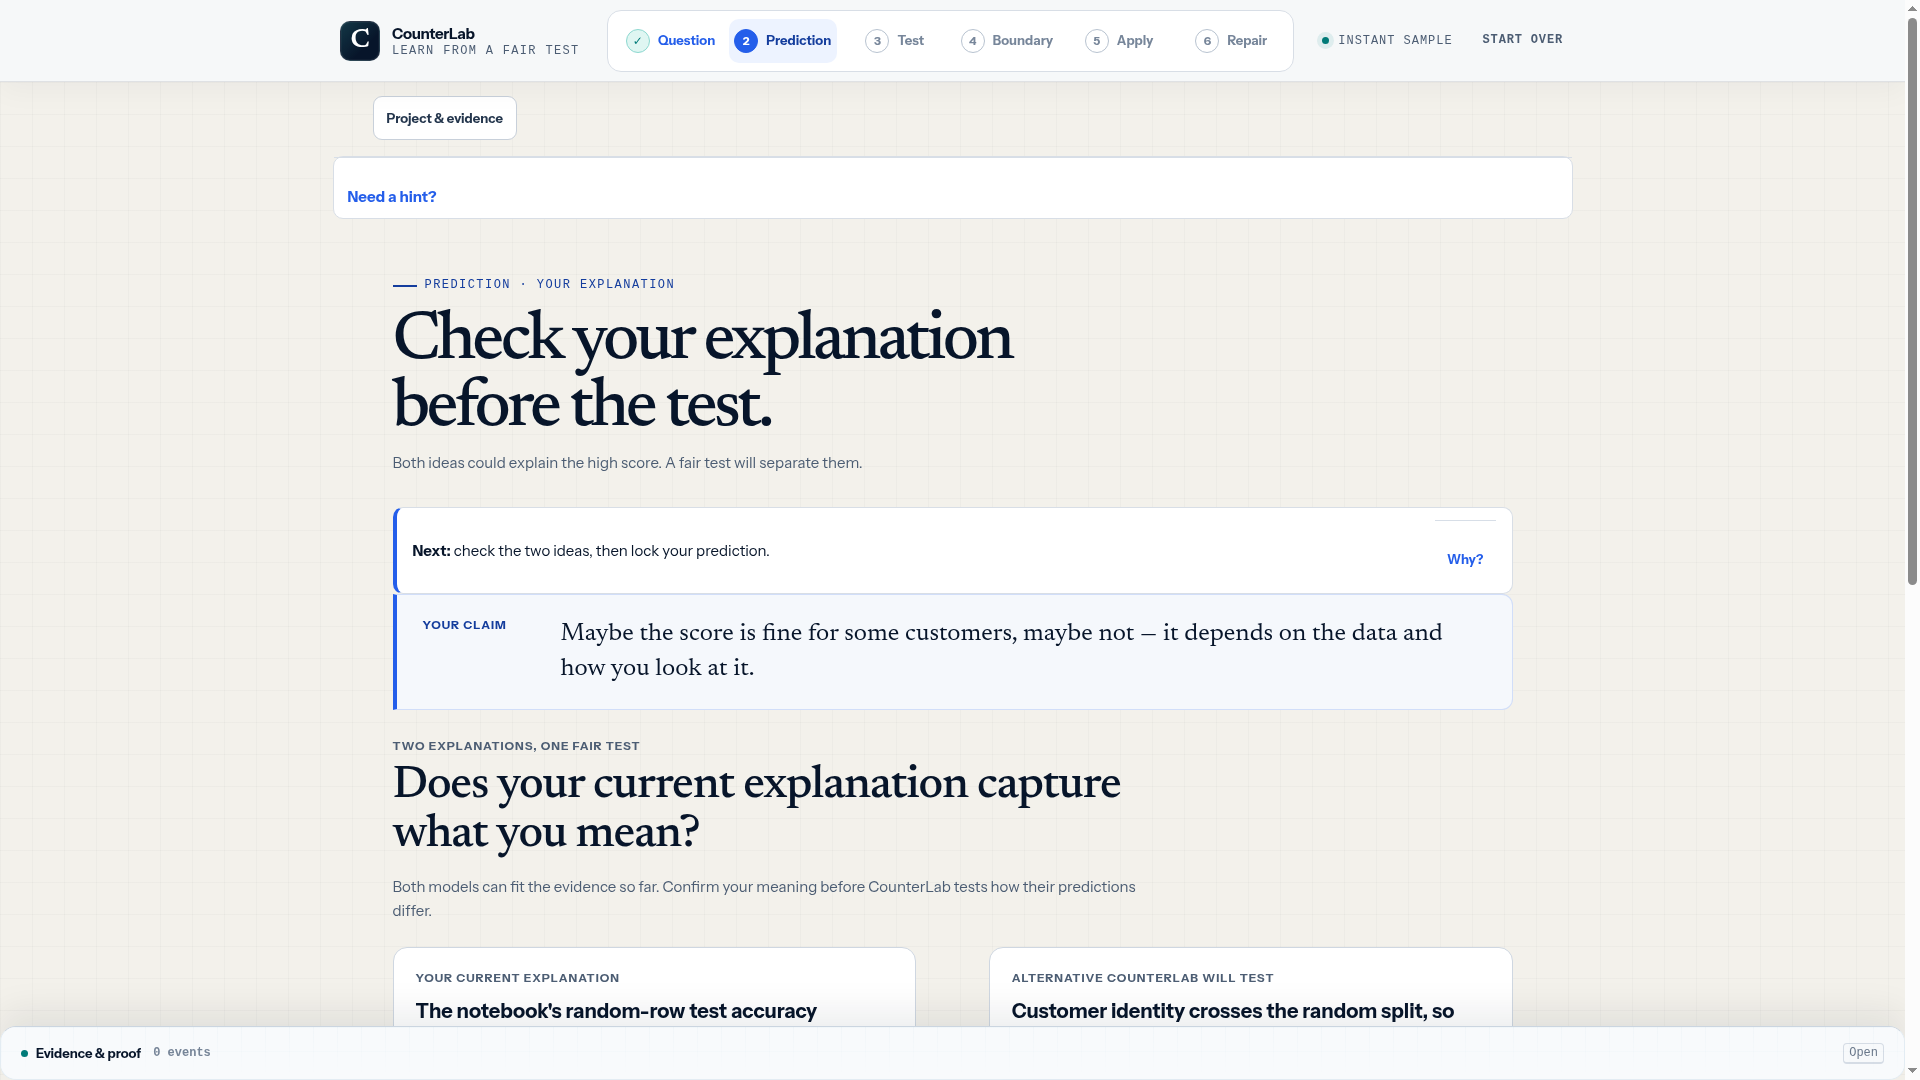 C
CounterLab
LEARN FROM A FAIR TEST
✓ Question
2 Prediction
3 Test
4 Boundary
5 Apply
6 Repair
INSTANT SAMPLE
START OVER
Project & evidence
Need a hint?
PREDICTION · YOUR EXPLANATION
Check your explanation
before the test.
Both ideas could explain the high score. A fair test will separate them.
Next: check the two ideas, then lock your prediction.
Why?
YOUR CLAIM
Maybe the score is fine for some customers, maybe not — it depends on the data and
how you look at it.
TWO EXPLANATIONS, ONE FAIR TEST
Does your current explanation capture
what you mean?
Both models can fit the evidence so far. Confirm your meaning before CounterLab tests how their predictions
differ.
YOUR CURRENT EXPLANATION
The notebook's random-row test accuracy
ALTERNATIVE COUNTERLAB WILL TEST
Customer identity crosses the random split, so
Evidence & proof 0 events
Open